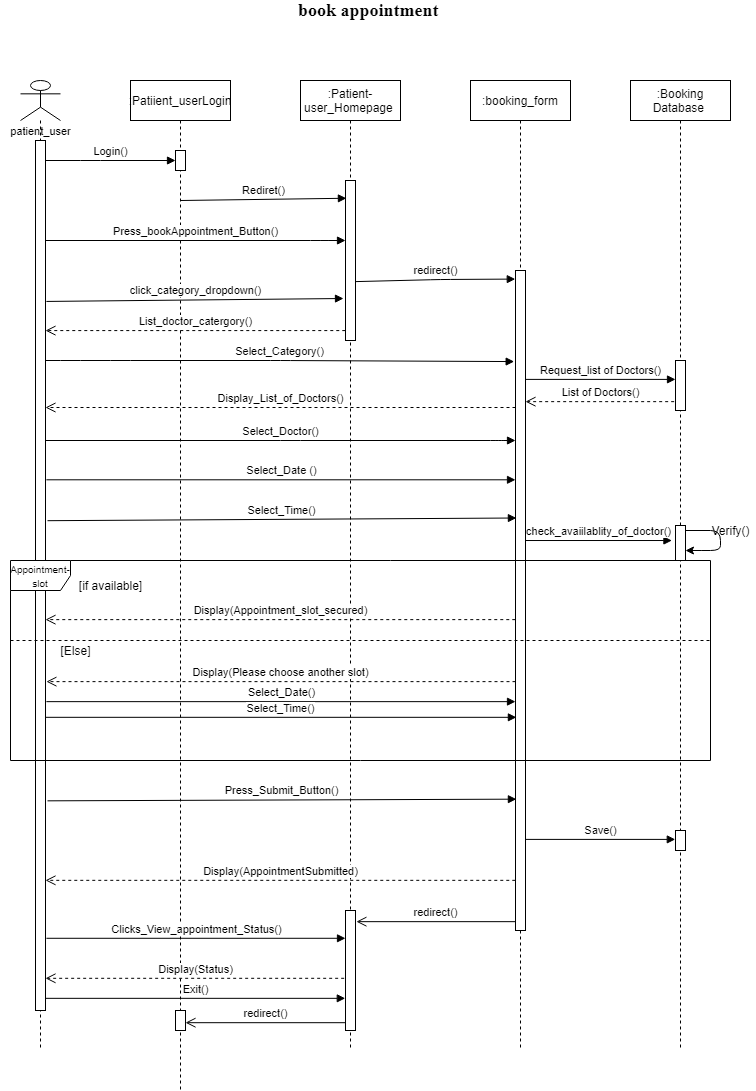 book appointment
patient_user
:Patiient_userLogin
:Patient-
user_Homepage
:booking_form
:Booking
Database
Login()
Rediret()
Press_bookAppointment_Button()
redirect()
click_category_dropdown()
List_doctor_catergory()
Select_Category()
Request_list of Doctors()
List of Doctors()
Display_List_of_Doctors()
Select_Doctor()
Select_Date ()
Select_Time()
check_avaiilablity_of_doctor()
Verify()
Appointment-
slot
[if available]
Display(Appointment_slot_secured)
[Else]
Display(Please choose another slot)
Select_Date()
Select_Time()
Press_Submit_Button()
Save()
Display(AppointmentSubmitted)
redirect()
Clicks_View_appointment_Status()
Display(Status)
Exit()
redirect()